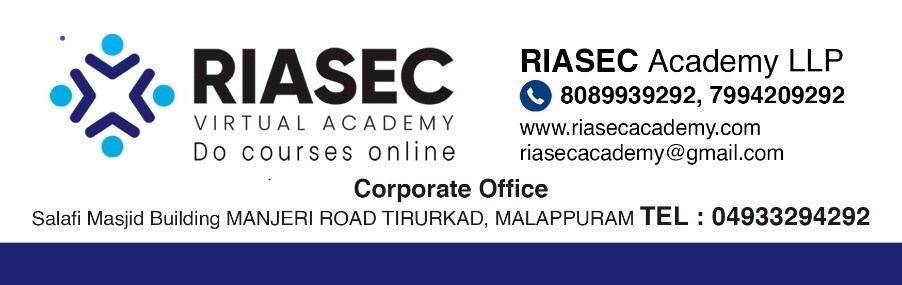 RIASEC
VIRTUAL ACADEMY
Do courses online
RIASEC Academy LLP
8089939292, 7994209292
www.riasecacademy.com
riasecacademy@gmail.com
Corporate Office
Salafi Masjid Building MANJERI ROAD TIRURKAD, MALAPPURAM TEL : 04933294292